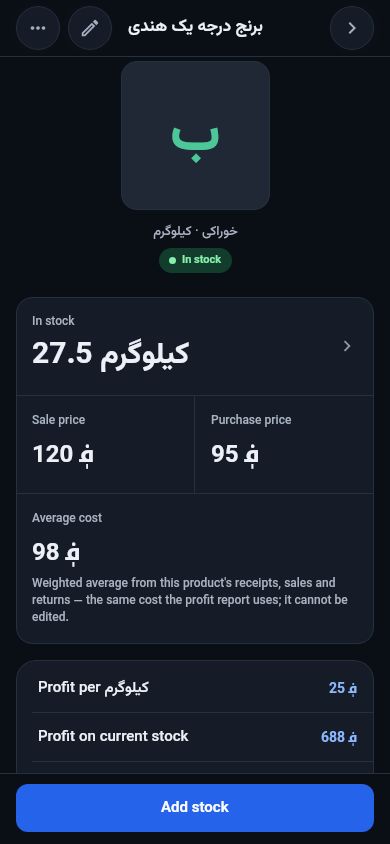 برنج درجه یک هندی
ب
خوراکی · کیلوگرم
In stock
In stock
27.5 کیلوگرم
Sale price
120 ؋
Purchase price
95 ؋
Average cost
98 ؋
Weighted average from this product's receipts, sales and
returns — the same cost the profit report uses; it cannot be
edited.
Profit per کیلوگرم
25 ؋
Profit on current stock
688 ؋
Add stock